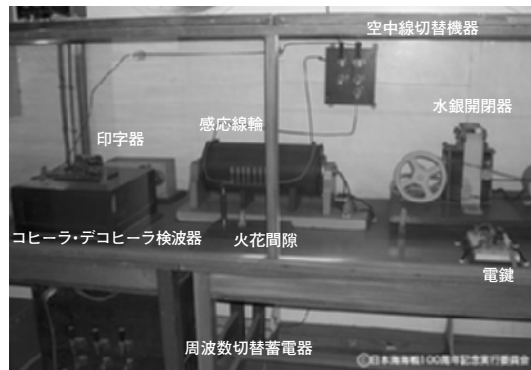 空中線切替機器
水銀開閉器
感応線輪
印字器
コヒーラ・デコヒーラ検波器
火花間隙
電鍵
周波数切替蓄電器
©日本海海戦100周年記念実行委員会